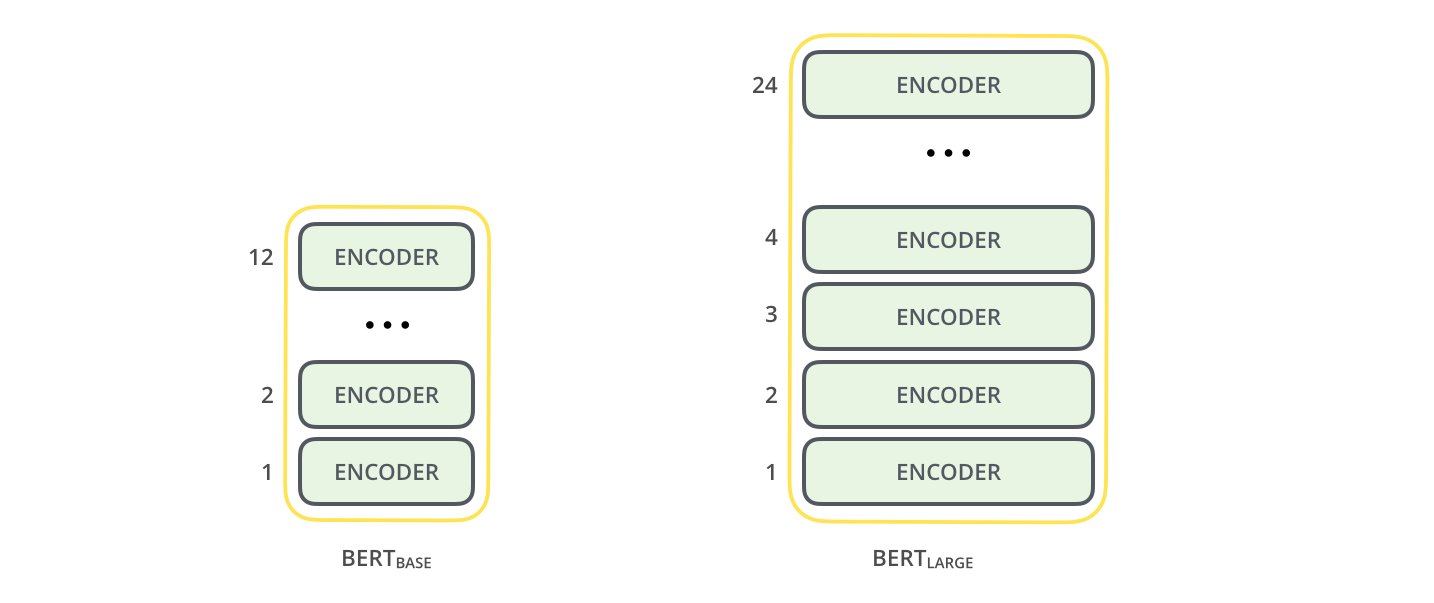 12 ENCODER
...
2 ENCODER
1 ENCODER
BERTBASE
24 ENCODER
...
4 ENCODER
3 ENCODER
2 ENCODER
1 ENCODER
BERTLARGE